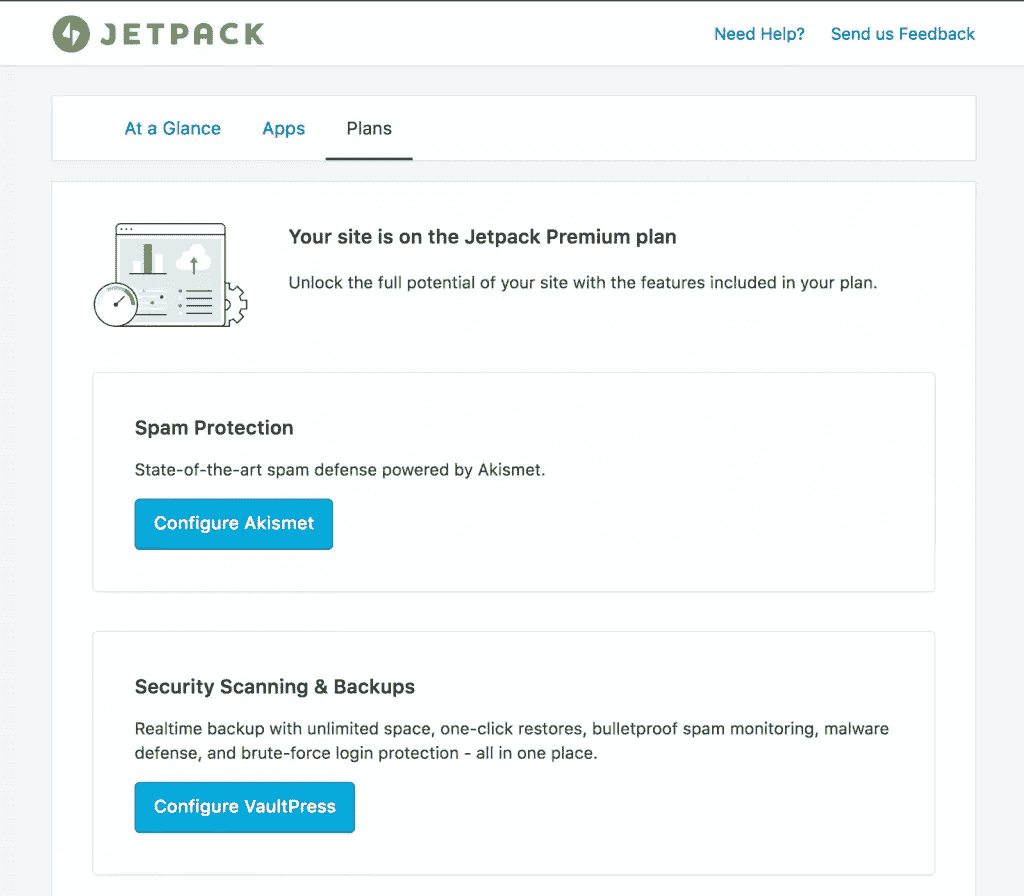 JETPACK
Need Help? Send us Feedback
At a Glance Apps Plans
Your site is on the Jetpack Premium plan
Unlock the full potential of your site with the features included in your plan.
Spam Protection
State-of-the-art spam defense powered by Akismet.
Configure Akismet
Security Scanning & Backups
Realtime backup with unlimited space, one-click restores, bulletproof spam monitoring, malware
defense, and brute-force login protection - all in one place.
Configure VaultPress